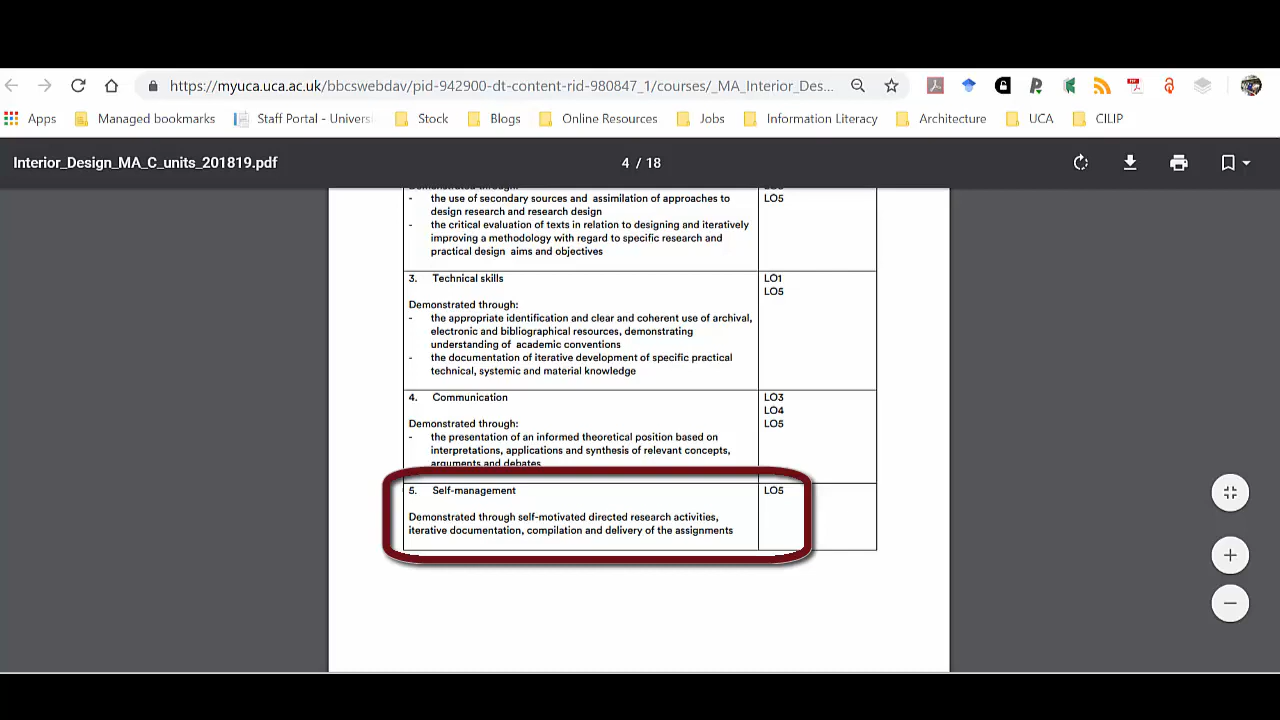 https://myuca.uca.ac.uk/bbcswebdav/pid-942900-dt-content-rid-980847_1/courses/_MA_Interior_Des...
Apps Managed bookmarks Staff Portal - Univers Stock Blogs Online Resources Jobs Information Literacy Architecture UCA CILIP
Interior_Design_MA_C_units_201819.pdf 4 / 18
Demonstrated through:
- the use of secondary sources and assimilation of approaches to LO5
design research and research design
- the critical evaluation of texts in relation to designing and iteratively
improving a methodology with regard to specific research and
practical design aims and objectives
3. Technical skills LO1
LO5
Demonstrated through:
- the appropriate identification and clear and coherent use of archival,
electronic and bibliographical resources, demonstrating
understanding of academic conventions
- the documentation of iterative development of specific practical
technical, systemic and material knowledge
4. Communication LO3
LO4
Demonstrated through: LO5
- the presentation of an informed theoretical position based on
interpretations, applications and synthesis of relevant concepts,
arguments and debates
5. Self-management LO5
Demonstrated through self-motivated directed research activities,
iterative documentation, compilation and delivery of the assignments